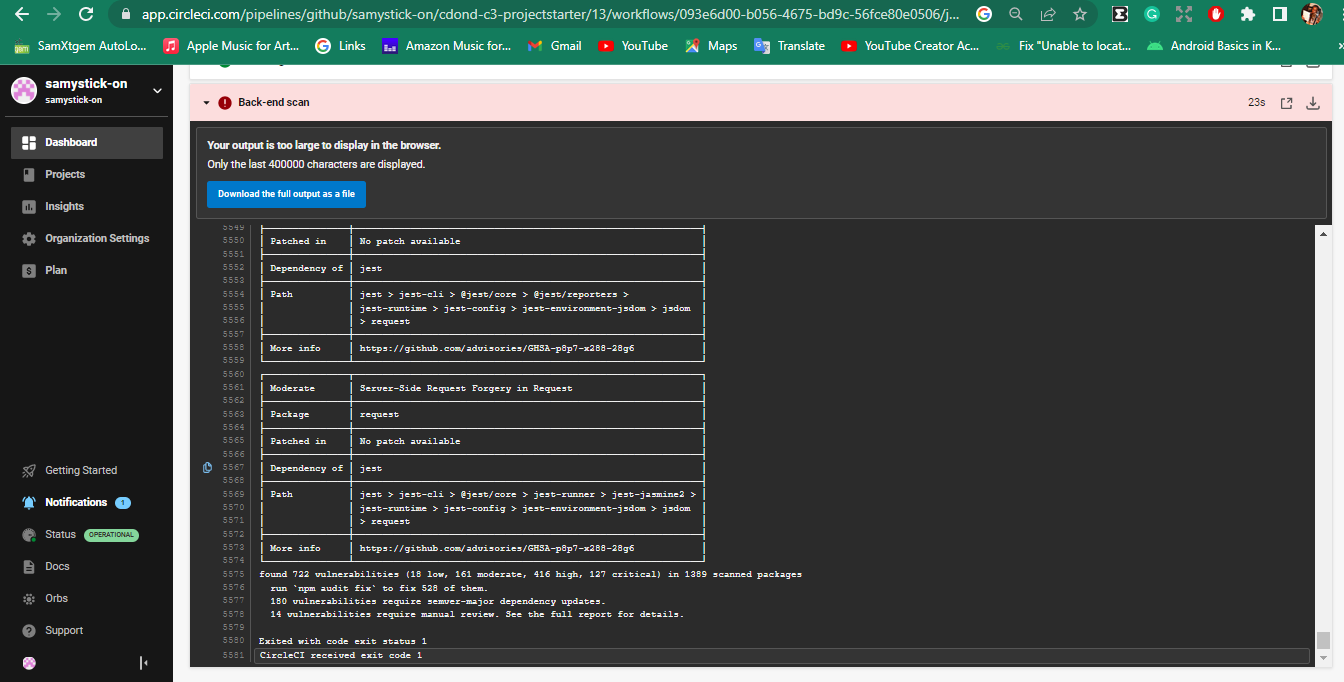 app.circleci.com/pipelines/github/samystick-on/cdond-c3-projectstarter/13/workflows/093e6d00-b056-4675-bd9c-56fce80e0506/j...
SamXtgem AutoLo...
Apple Music for Art...
Links
Amazon Music for...
Gmail
YouTube
Maps
Translate
YouTube Creator Ac...
Fix "Unable to locat...
Android Basics in K...
samystick-on
samystick-on
Dashboard
Projects
Insights
Organization Settings
Plan
Getting Started
Notifications 1
Status OPERATIONAL
Docs
Orbs
Support
Back-end scan
23s
Your output is too large to display in the browser.
Only the last 400000 characters are displayed.
Download the full output as a file
5549
5550 Patched in No patch available
5551
5552 Dependency of jest
5553
5554 Path jest > jest-cli > @jest/core > @jest/reporters >
5555 jest-runtime > jest-config > jest-environment-jsdom > jsdom
5556 > request
5557
5558 More info https://github.com/advisories/GHSA-p8p7-x288-28g6
5559
5560
5561 Moderate Server-Side Request Forgery in Request
5562
5563 Package request
5564
5565 Patched in No patch available
5566
5567 Dependency of jest
5568
5569 Path jest > jest-cli > @jest/core > jest-runner > jest-jasmine2 >
5570 jest-runtime > jest-config > jest-environment-jsdom > jsdom
5571 > request
5572
5573 More info https://github.com/advisories/GHSA-p8p7-x288-28g6
5574
5575 found 722 vulnerabilities (18 low, 161 moderate, 416 high, 127 critical) in 1389 scanned packages
5576 run `npm audit fix` to fix 528 of them.
5577 180 vulnerabilities require semver-major dependency updates.
5578 14 vulnerabilities require manual review. See the full report for details.
5579
5580 Exited with code exit status 1
5581 CircleCI received exit code 1